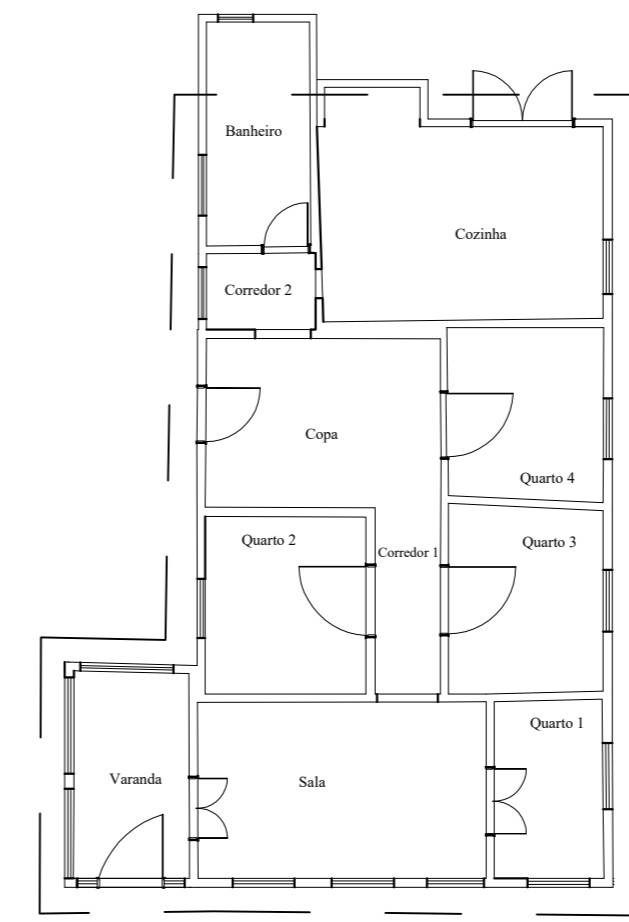 Banheiro
Cozinha
Corredor 2
Copa
Quarto 4
Quarto 2
Quarto 3
Corredor 1
Quarto 1
Varanda
Sala